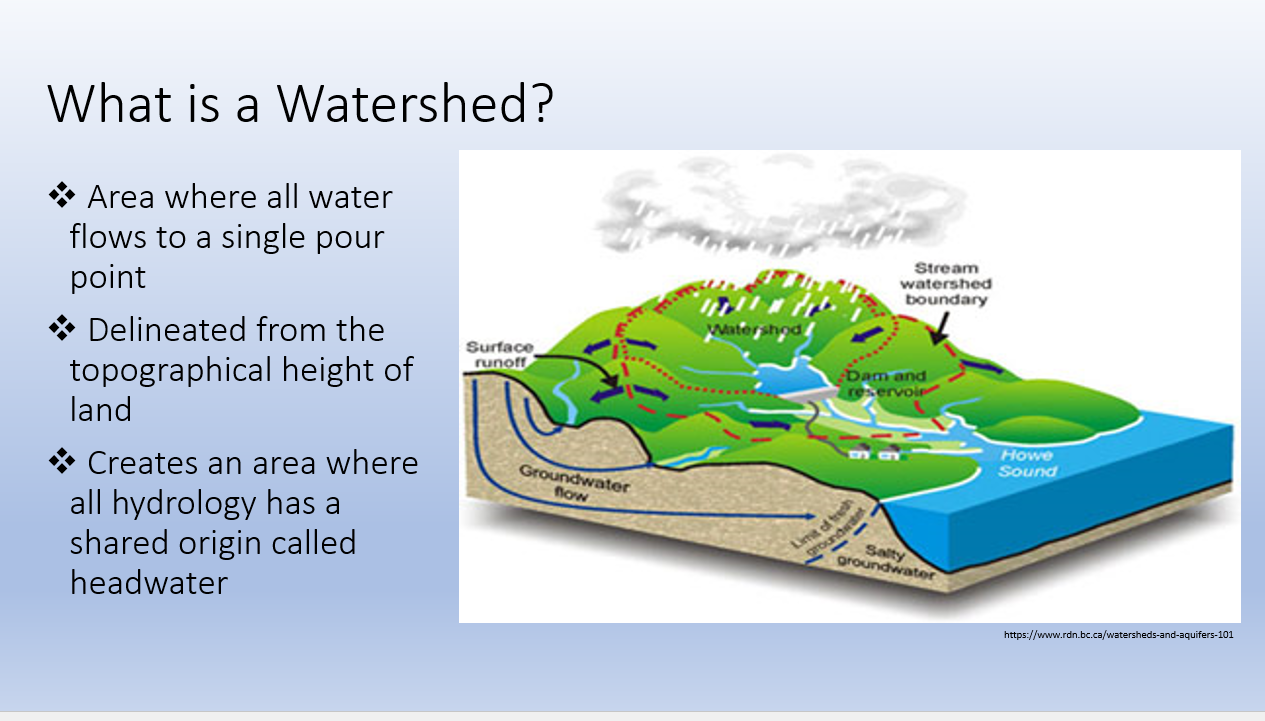 What is a Watershed?
❖ Area where all water
flows to a single pour
point
❖ Delineated from the
topographical height of
land
❖ Creates an area where
all hydrology has a
shared origin called
headwater
Stream
watershed
boundary
Watershed
Surface
runoff
Dam and
reservoir
Howe
Sound
Groundwater
flow
Limit of fresh
groundwater
Salty
groundwater
https://www.rdn.bc.ca/watersheds-and-aquifers-101